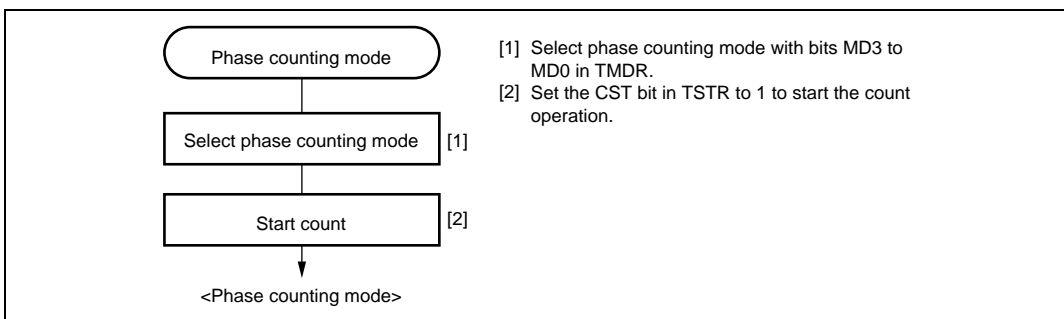 Phase counting mode
Select phase counting mode [1]
Start count [2]
<Phase counting mode>
[1] Select phase counting mode with bits MD3 to
MD0 in TMDR.
[2] Set the CST bit in TSTR to 1 to start the count
operation.